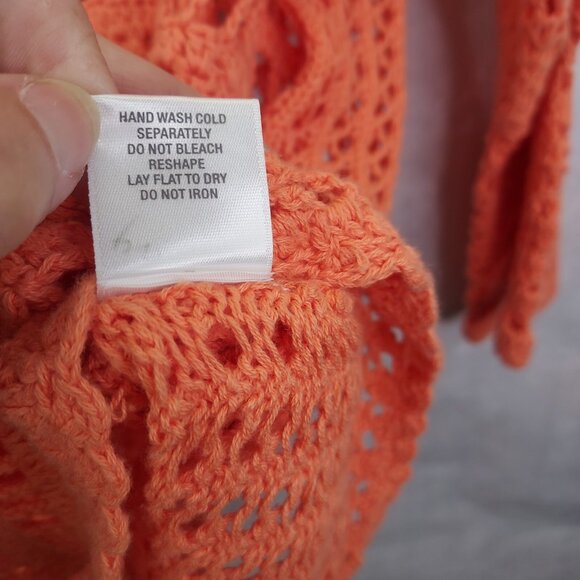 HAND WASH COLD
SEPARATELY
DO NOT BLEACH
RESHAPE
LAY FLAT TO DRY
DO NOT IRON